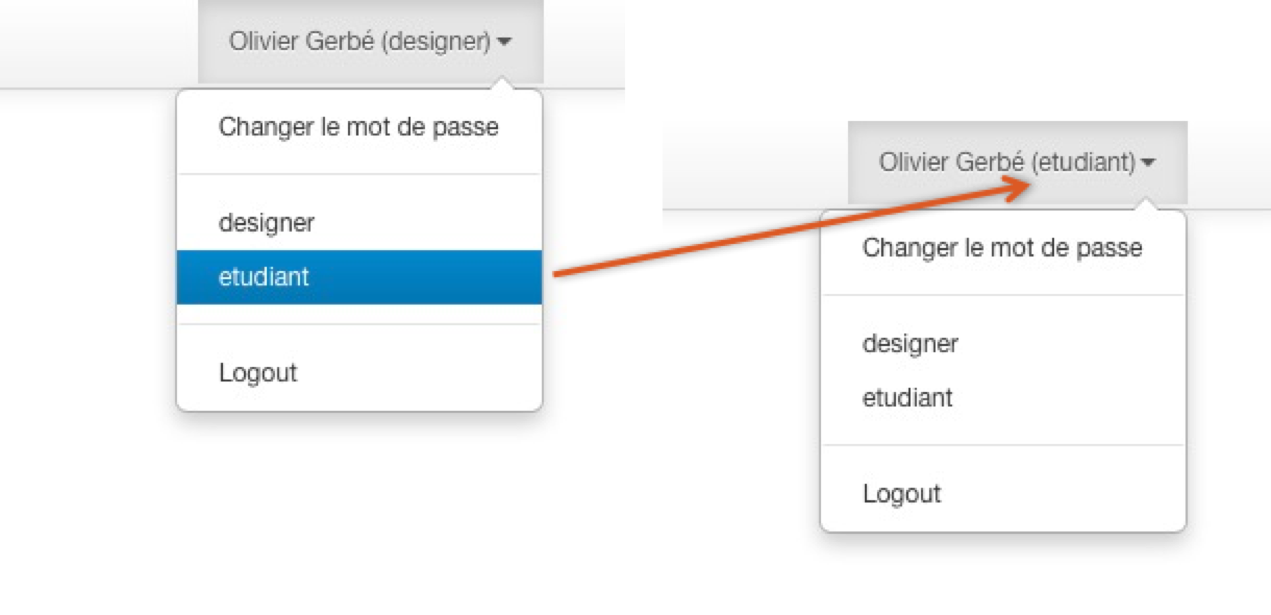 Olivier Gerbé (designer)
Changer le mot de passe
designer
etudiant
Logout
Olivier Gerbé (etudiant)
Changer le mot de passe
designer
etudiant
Logout